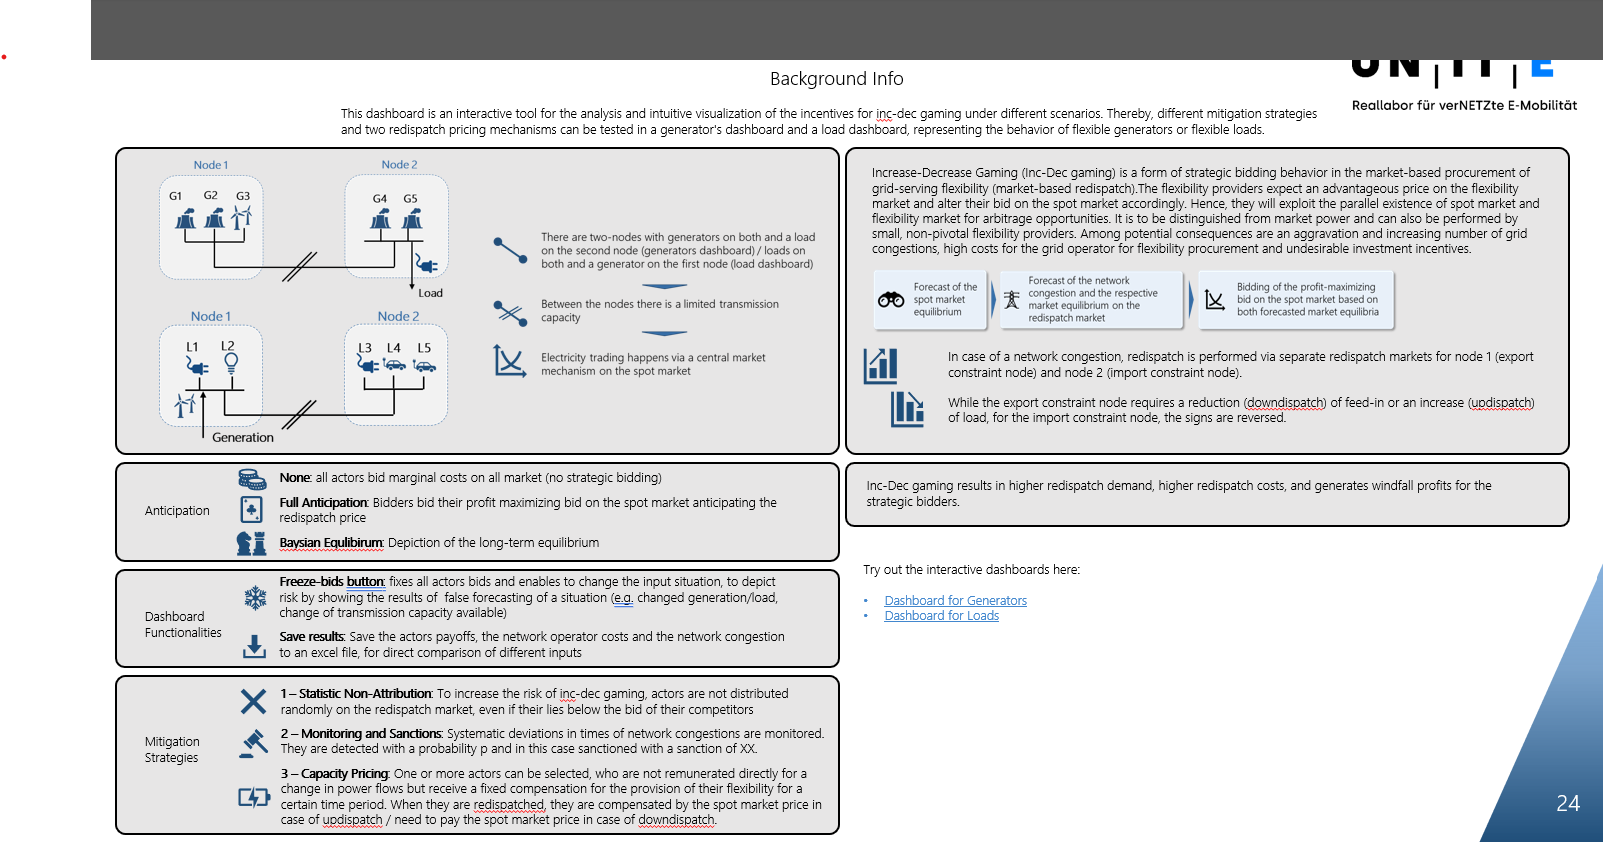 UN|IT|E
Reallabor für verNETZte E-Mobilität
Background Info
This dashboard is an interactive tool for the analysis and intuitive visualization of the incentives for inc-dec gaming under different scenarios. Thereby, different mitigation strategies
and two redispatch pricing mechanisms can be tested in a generator's dashboard and a load dashboard, representing the behavior of flexible generators or flexible loads.
Node 1
Node 2
G1
G2
G3
G4
G5
Load
Node 1
Node 2
L1
L2
L3
L4
L5
Generation
There are two-nodes with generators on both and a load
on the second node (generators dashboard) / loads on
both and a generator on the first node (load dashboard)
Between the nodes there is a limited transmission
capacity
Electricity trading happens via a central market
mechanism on the spot market
Increase-Decrease Gaming (Inc-Dec gaming) is a form of strategic bidding behavior in the market-based procurement of
grid-serving flexibility (market-based redispatch).The flexibility providers expect an advantageous price on the flexibility
market and alter their bid on the spot market accordingly. Hence, they will exploit the parallel existence of spot market and
flexibility market for arbitrage opportunities. It is to be distinguished from market power and can also be performed by
small, non-pivotal flexibility providers. Among potential consequences are an aggravation and increasing number of grid
congestions, high costs for the grid operator for flexibility procurement and undesirable investment incentives.
Forecast of the
spot market
equilibrium
Forecast of the network
congestion and the respective
market equilibrium on the
redispatch market
Bidding of the profit-maximizing
bid on the spot market based on
both forecasted market equilibria
In case of a network congestion, redispatch is performed via separate redispatch markets for node 1 (export
constraint node) and node 2 (import constraint node).
While the export constraint node requires a reduction (downdispatch) of feed-in or an increase (updispatch)
of load, for the import constraint node, the signs are reversed.
Anticipation
None: all actors bid marginal costs on all market (no strategic bidding)
Full Anticipation: Bidders bid their profit maximizing bid on the spot market anticipating the
redispatch price
Baysian Equlibirum: Depiction of the long-term equilibrium
Inc-Dec gaming results in higher redispatch demand, higher redispatch costs, and generates windfall profits for the
strategic bidders.
Dashboard
Functionalities
Freeze-bids button: fixes all actors bids and enables to change the input situation, to depict
risk by showing the results of false forecasting of a situation (e.g. changed generation/load,
change of transmission capacity available)
Save results: Save the actors payoffs, the network operator costs and the network congestion
to an excel file, for direct comparison of different inputs
Try out the interactive dashboards here:
• Dashboard for Generators
• Dashboard for Loads
Mitigation
Strategies
1 – Statistic Non-Attribution: To increase the risk of inc-dec gaming, actors are not distributed
randomly on the redispatch market, even if their lies below the bid of their competitors
2 – Monitoring and Sanctions: Systematic deviations in times of network congestions are monitored.
They are detected with a probability p and in this case sanctioned with a sanction of XX.
3 – Capacity Pricing: One or more actors can be selected, who are not remunerated directly for a
change in power flows but receive a fixed compensation for the provision of their flexibility for a
certain time period. When they are redispatched, they are compensated by the spot market price in
case of updispatch / need to pay the spot market price in case of downdispatch.
24